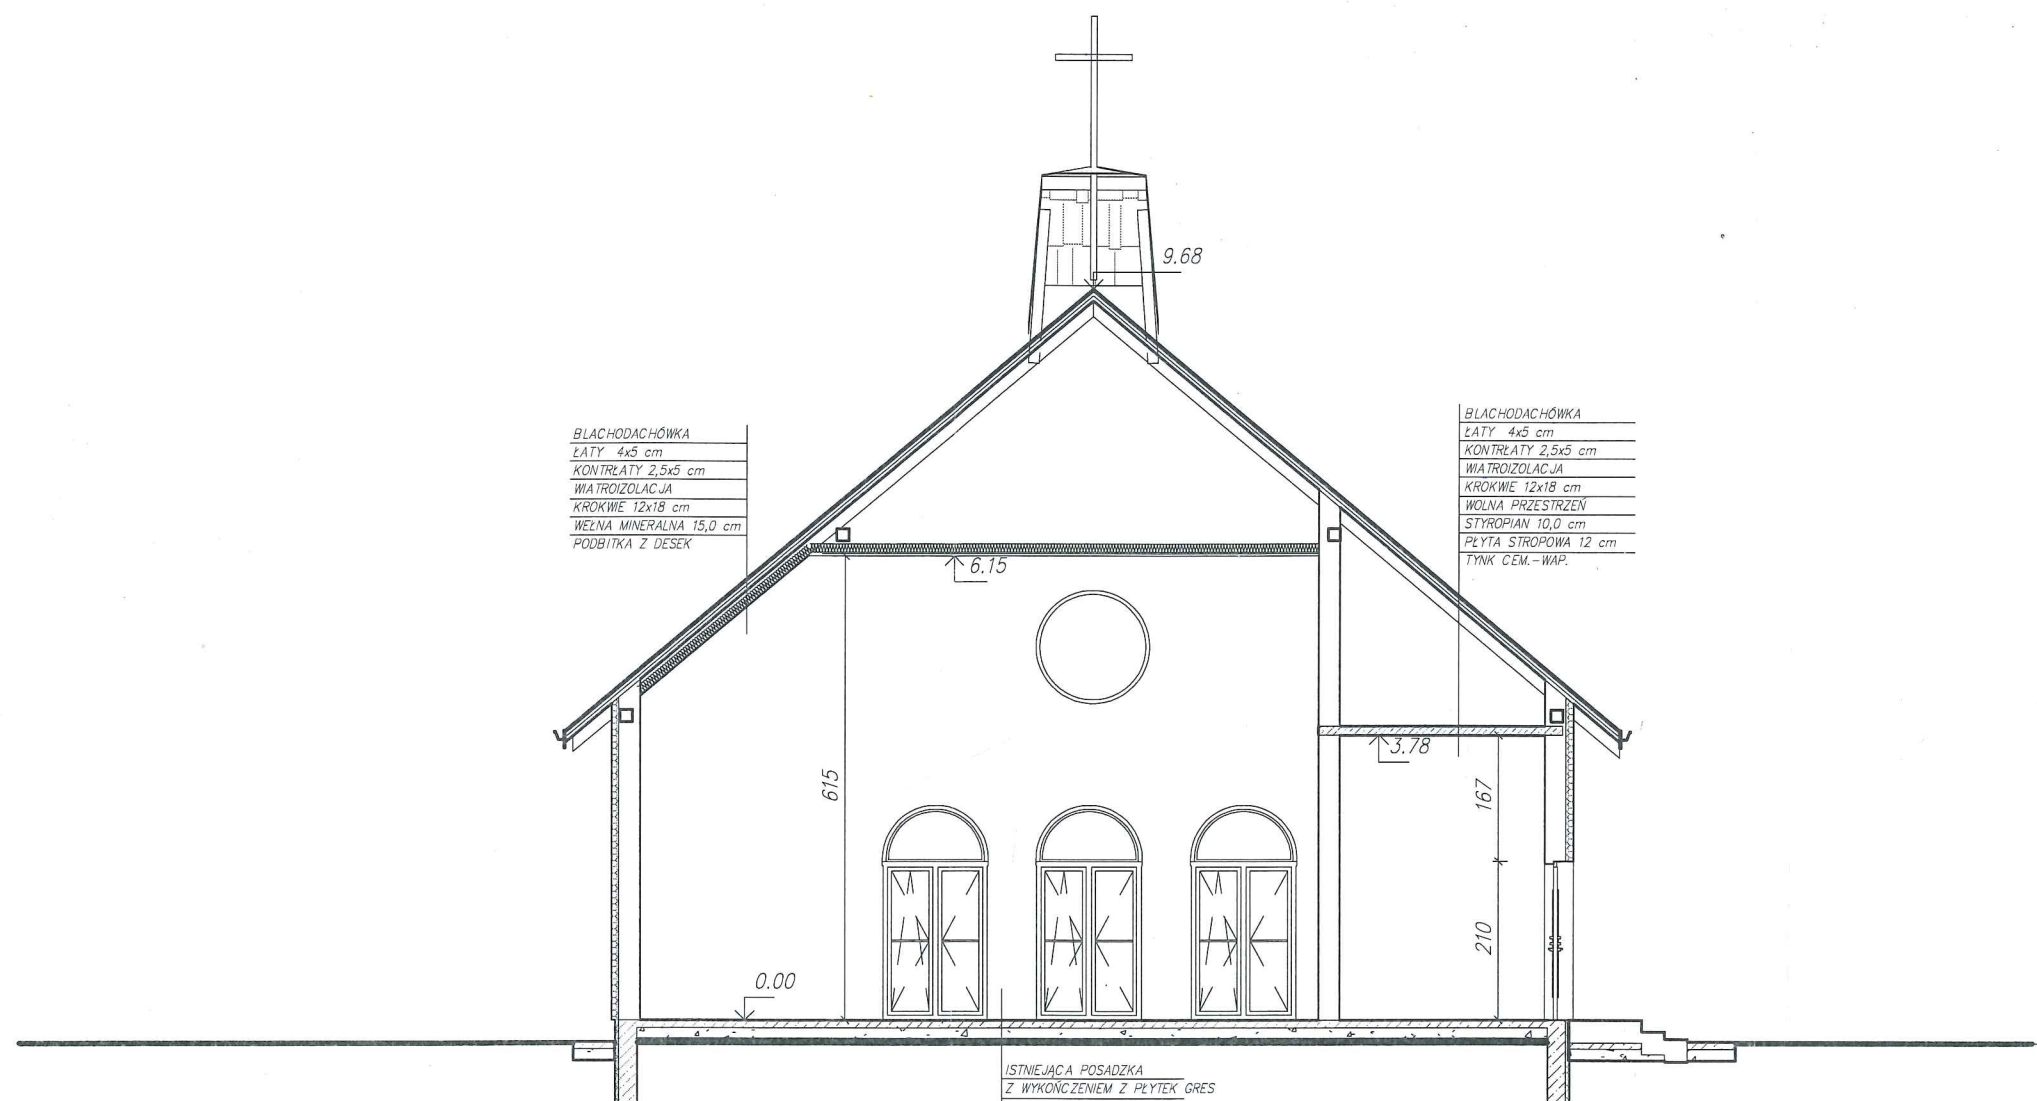 9.68
BLACHODACHÓWKA
ŁATY 4x5 cm
KONTRŁATY 2,5x5 cm
WIATROIZOLACJA
KROKWIE 12x18 cm
WEŁNA MINERALNA 15,0 cm
PODBITKA Z DESEK
BLACHODACHÓWKA
ŁATY 4x5 cm
KONTRŁATY 2,5x5 cm
WIATROIZOLACJA
KROKWIE 12x18 cm
WOLNA PRZESTRZEŃ
STYROPIAN 10,0 cm
PŁYTA STROPOWA 12 cm
TYNK CEM.-WAP.
6.15
3.78
615
167
210
0.00
ISTNIEJĄCA POSADZKA
Z WYKOŃCZENIEM Z PŁYTEK GRES